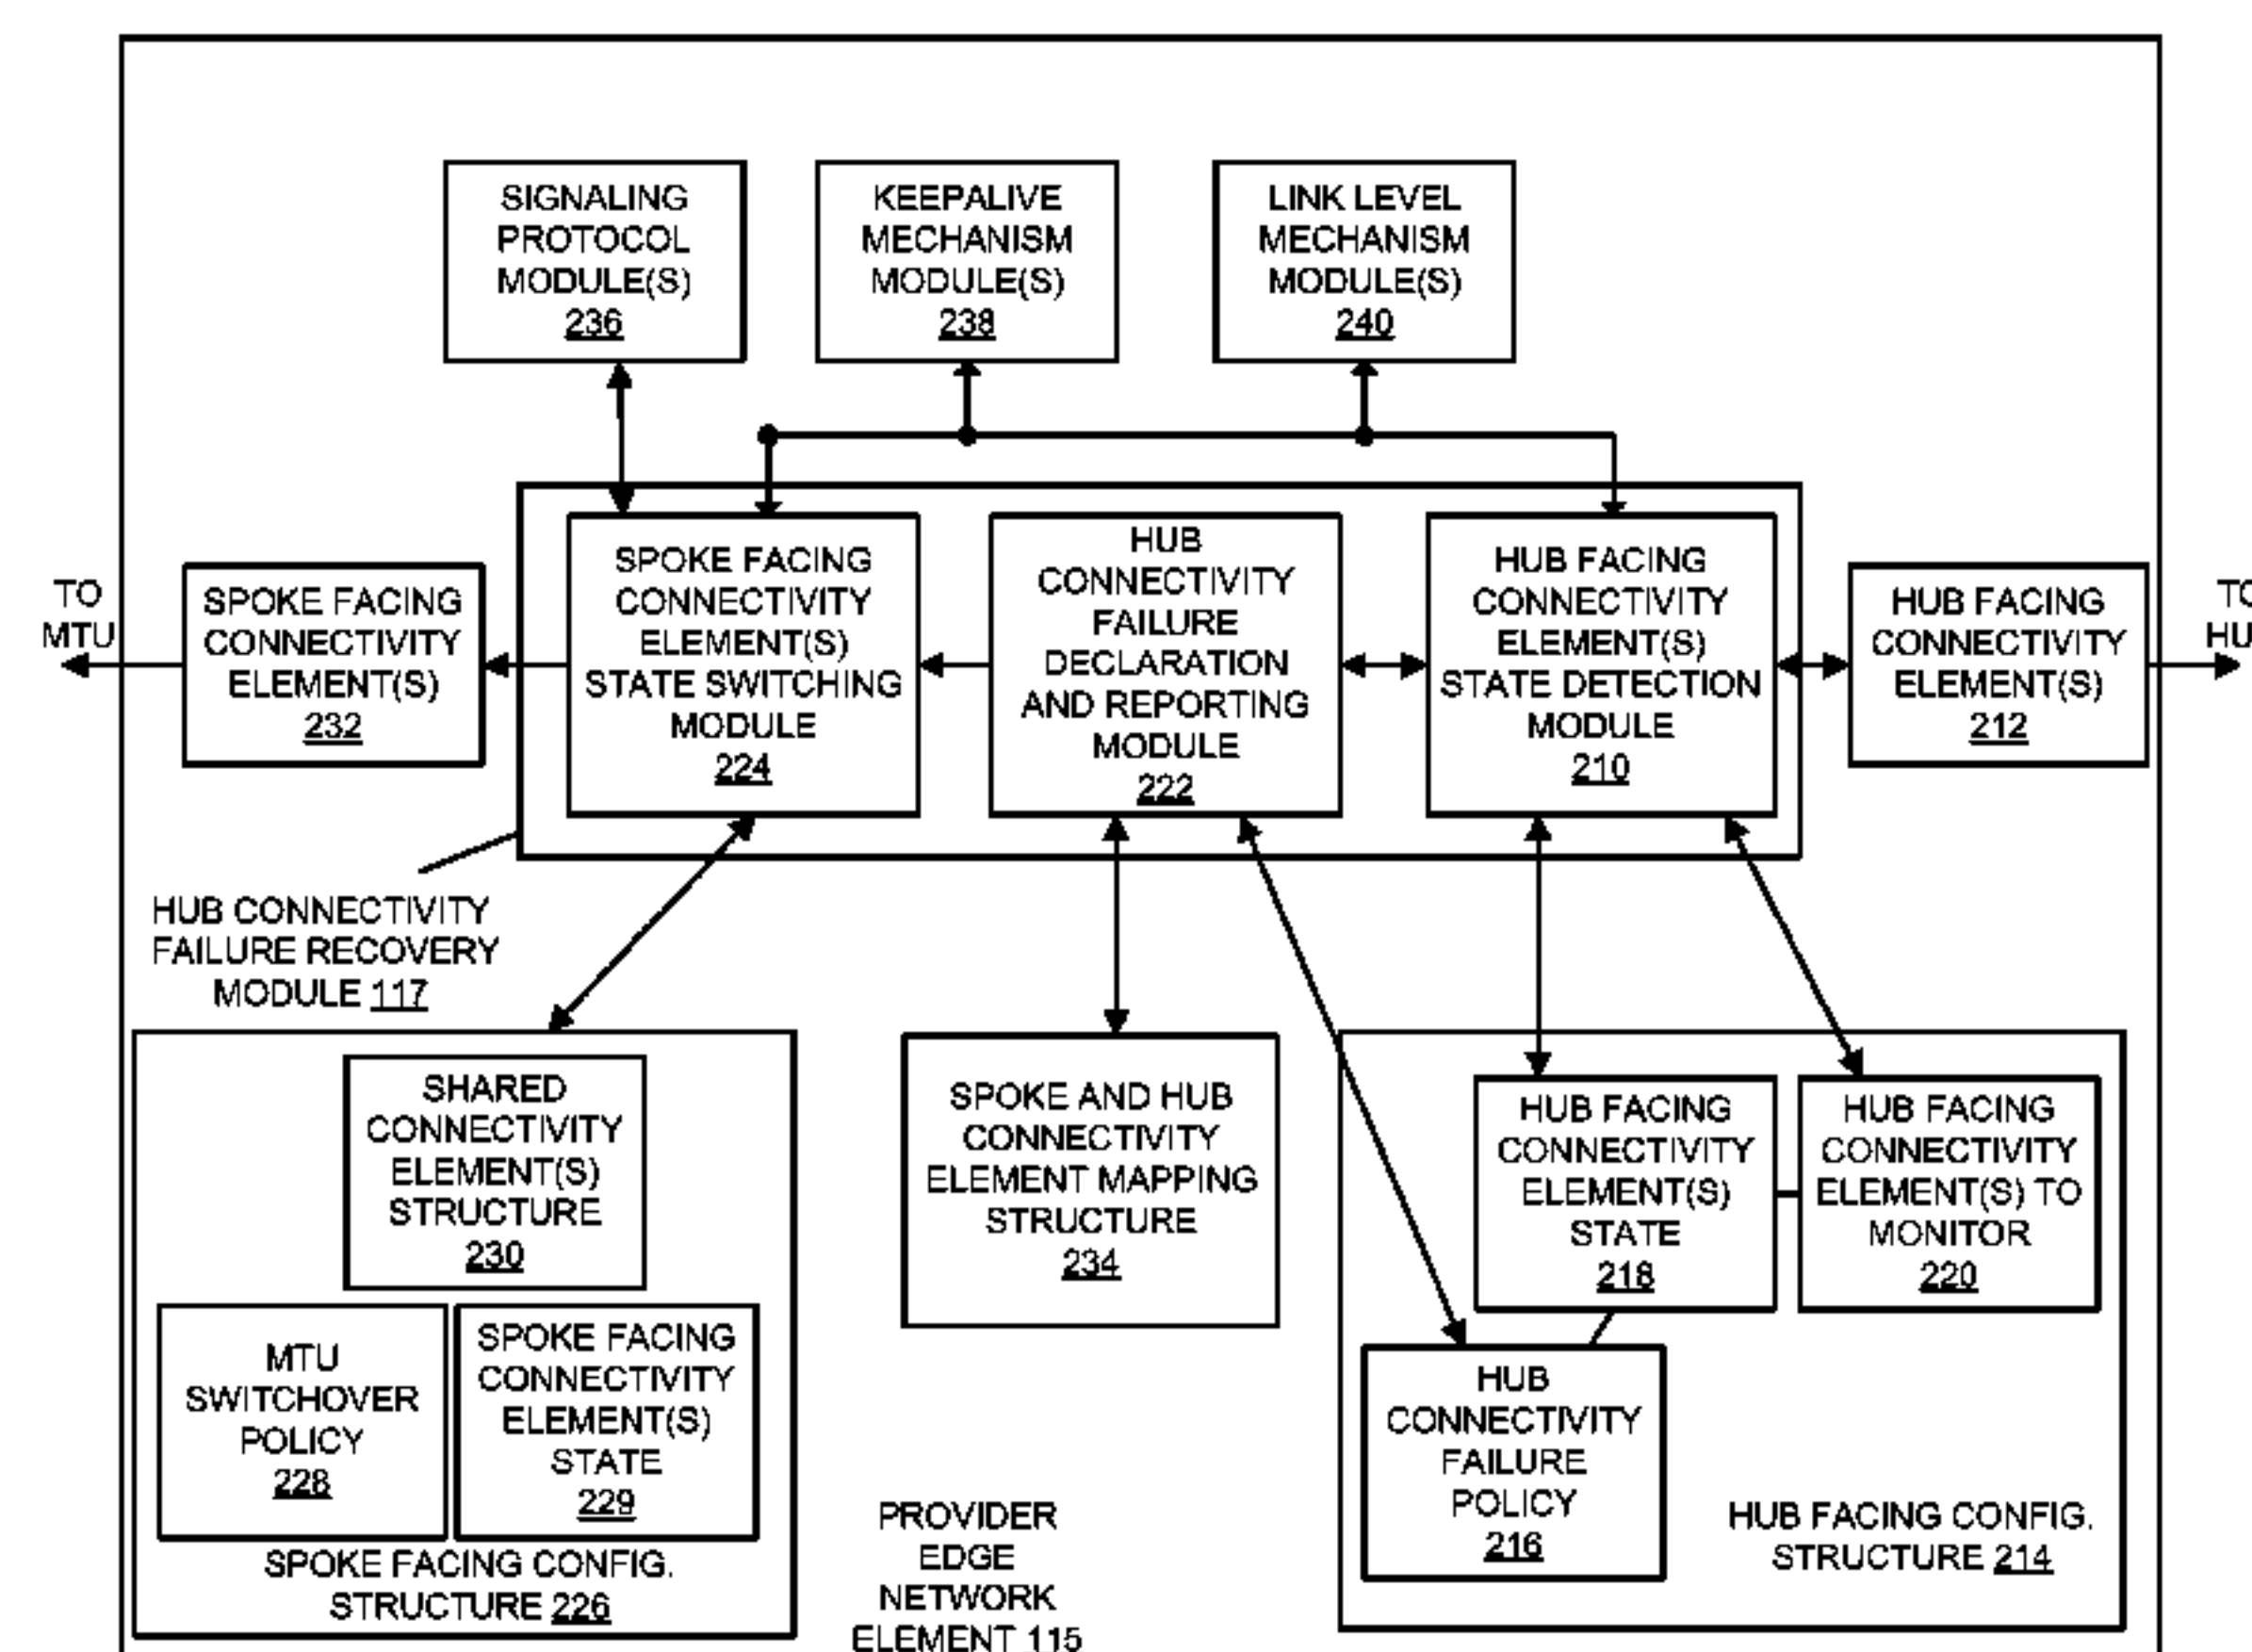 SIGNALING
PROTOCOL
MODULE(S)
236
KEEPALIVE
MECHANISM
MODULE(S)
238
LINK LEVEL
MECHANISM
MODULE(S)
240
TO
MTU
SPOKE FACING
CONNECTIVITY
ELEMENT(S)
232
SPOKE FACING
CONNECTIVITY
ELEMENT(S)
STATE SWITCHING
MODULE
224
HUB
CONNECTIVITY
FAILURE
DECLARATION
AND REPORTING
MODULE
222
HUB FACING
CONNECTIVITY
ELEMENT(S)
STATE DETECTION
MODULE
210
HUB FACING
CONNECTIVITY
ELEMENT(S)
212
TO
HU
HUB CONNECTIVITY
FAILURE RECOVERY
MODULE 117
SHARED
CONNECTIVITY
ELEMENT(S)
STRUCTURE
230
MTU
SWITCHOVER
POLICY
228
SPOKE FACING
CONNECTIVITY
ELEMENT(S)
STATE
229
SPOKE FACING CONFIG.
STRUCTURE 226
SPOKE AND HUB
CONNECTIVITY
ELEMENT MAPPING
STRUCTURE
234
PROVIDER
EDGE
NETWORK
ELEMENT 115
HUB FACING
CONNECTIVITY
ELEMENT(S)
STATE
218
HUB FACING
CONNECTIVITY
ELEMENT(S) TO
MONITOR
220
HUB
CONNECTIVITY
FAILURE
POLICY
216
HUB FACING CONFIG.
STRUCTURE 214